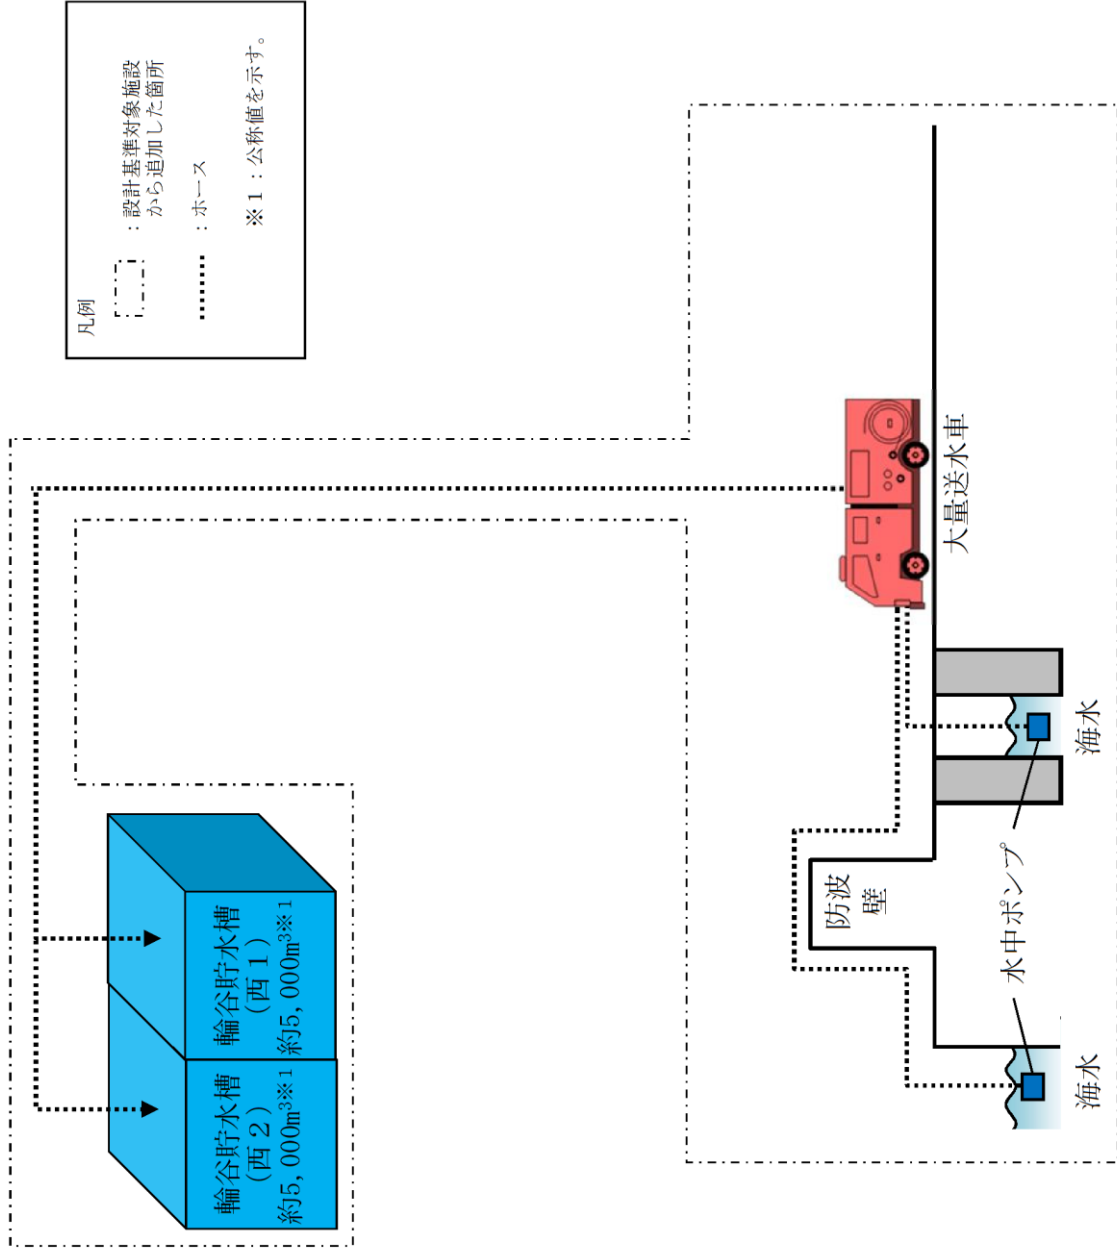 凡例
：設計基準対象施設
から追加した箇所
：ホース
※１：公称値を示す。
輪谷貯水槽
（西２）
約5,000m³※１
輪谷貯水槽
（西１）
約5,000m³※１
大量送水車
防波
壁
水中ポンプ
海水
海水